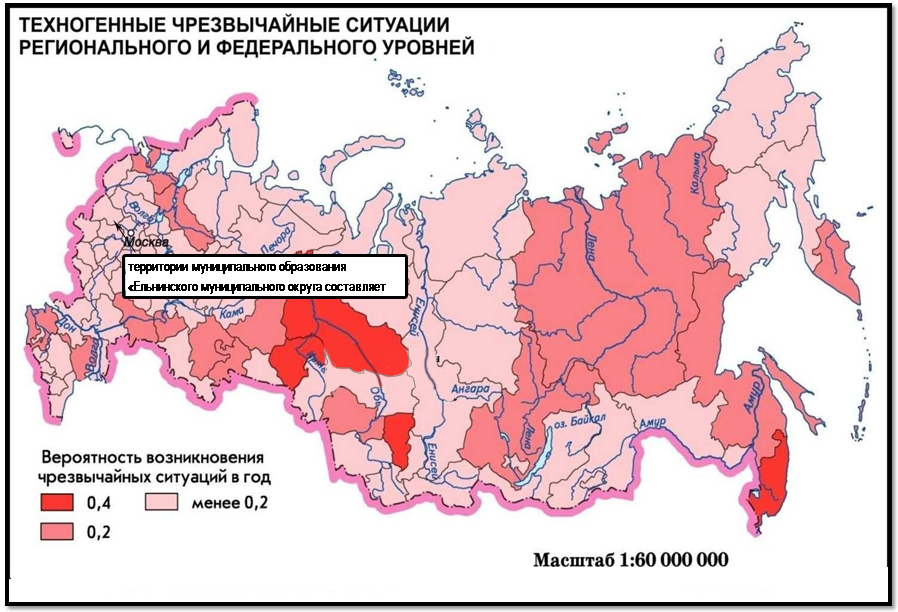 ТЕХНОГЕННЫЕ ЧРЕЗВЫЧАЙНЫЕ СИТУАЦИИ
РЕГИОНАЛЬНОГО И ФЕДЕРАЛЬНОГО УРОВНЕЙ
Колыма
Волга
Москва
Печора
Лена
территории муниципального образования
«Ельнинского муниципального округа составляет
Енисей
Кама
Дон
Волга
Обь
Ангара
Амур
оз. Байкал
Амур
Лена
Енисей
Вероятность возникновения
чрезвычайных ситуаций в год
0,4
менее 0,2
0,2
Масштаб 1:60 000 000